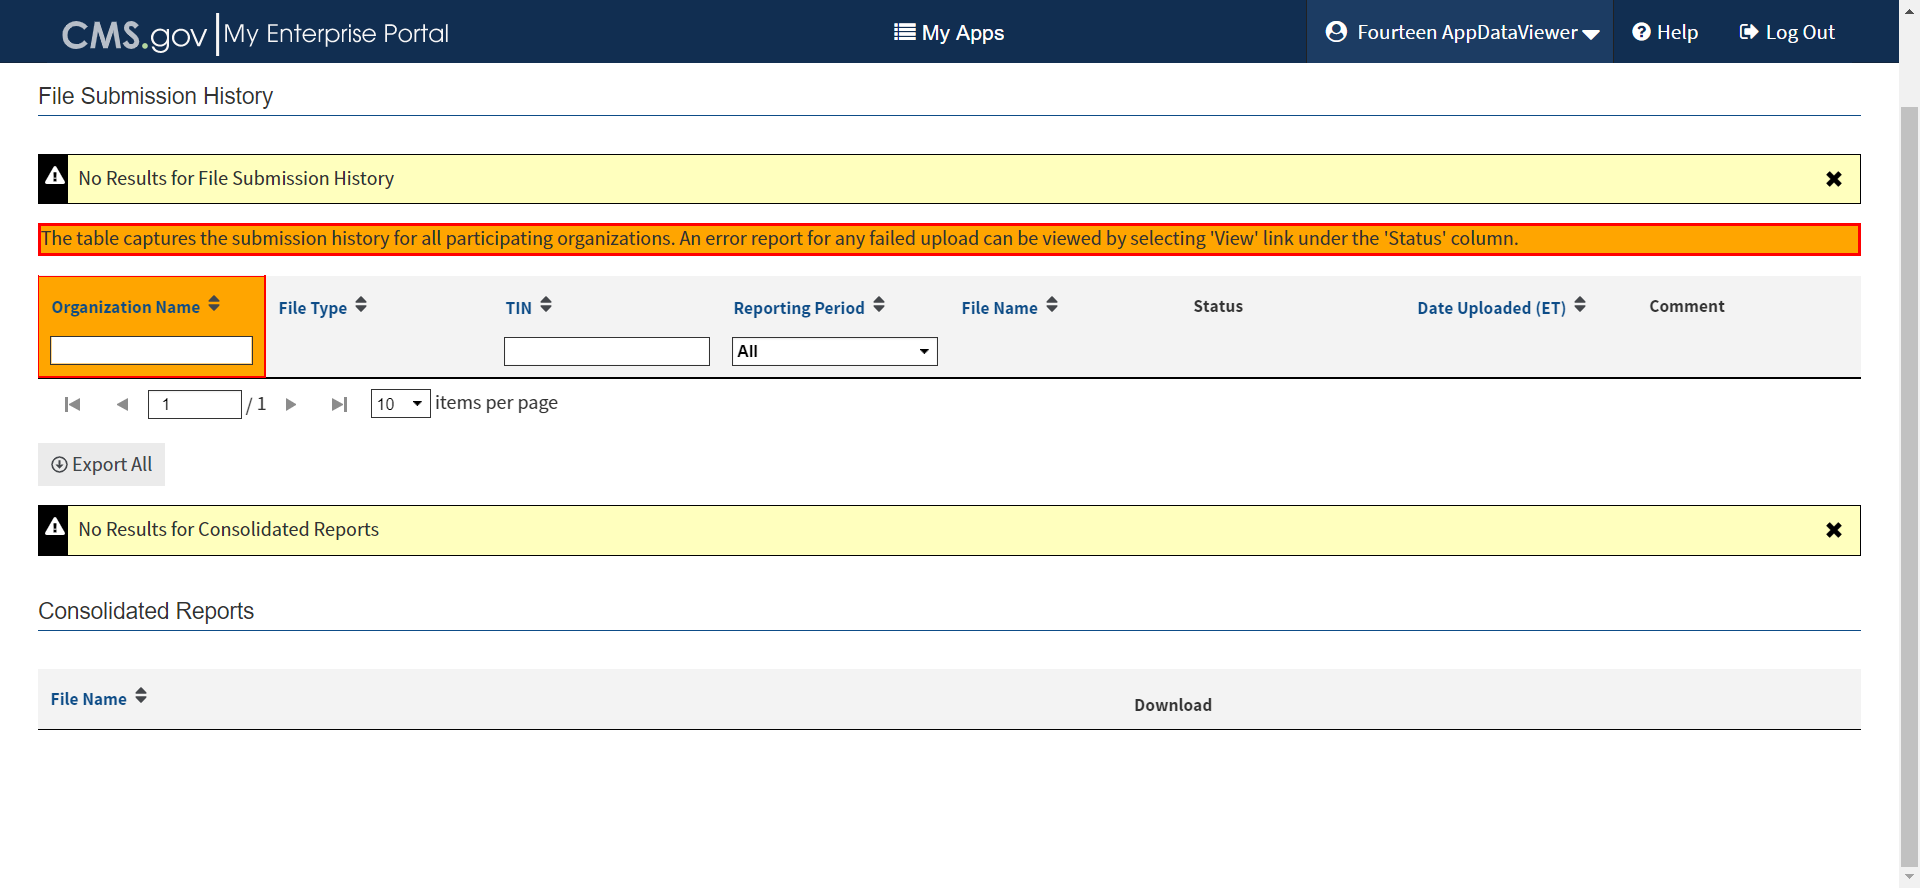 CMS.gov My Enterprise Portal
My Apps
Fourteen AppDataViewer
Help
Log Out
File Submission History
No Results for File Submission History
The table captures the submission history for all participating organizations. An error report for any failed upload can be viewed by selecting 'View' link under the 'Status' column.
Organization Name
File Type
TIN
Reporting Period
File Name
Status
Date Uploaded (ET)
Comment
All
1 / 1
10 items per page
Export All
No Results for Consolidated Reports
Consolidated Reports
File Name
Download